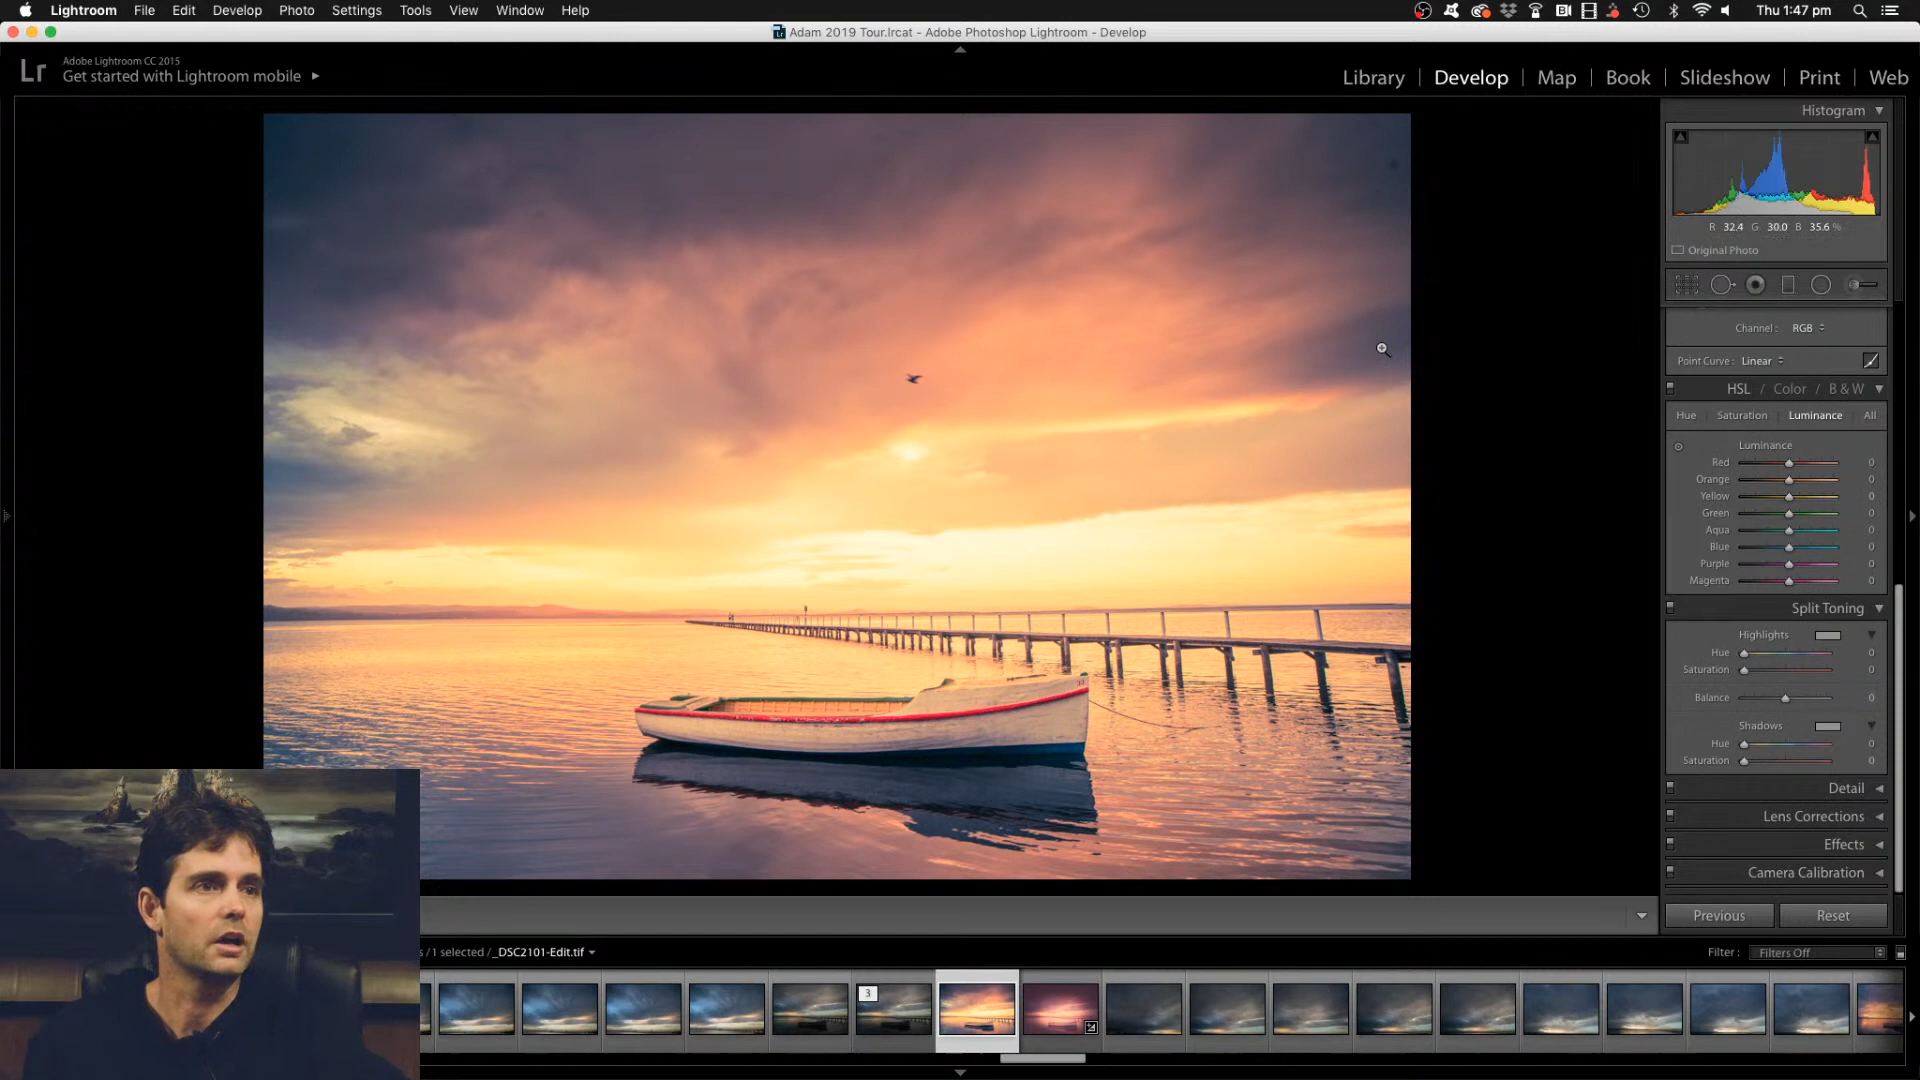 Lightroom File Edit Develop Photo Settings Tools View Window Help Thu 1:47 pm
Adam 2019 Tour.lrcat - Adobe Photoshop Lightroom - Develop
Lr
Adobe Lightroom CC 2015
Get started with Lightroom mobile
Library | Develop | Map | Book | Slideshow | Print | Web
Histogram
R 32.4 G 30.0 B 35.6 %
Original Photo
Channel : RGB
Point Curve : Linear
HSL / Color / B & W
Hue Saturation Luminance All
Luminance
Red 0
Orange 0
Yellow 0
Green 0
Aqua 0
Blue 0
Purple 0
Magenta 0
Split Toning
Highlights
Hue 0
Saturation 0
Balance 0
Shadows
Hue 0
Saturation 0
Detail
Lens Corrections
Effects
Camera Calibration
Previous Reset
/1 selected /_DSC2101-Edit.tif
Filter : Filters Off
3